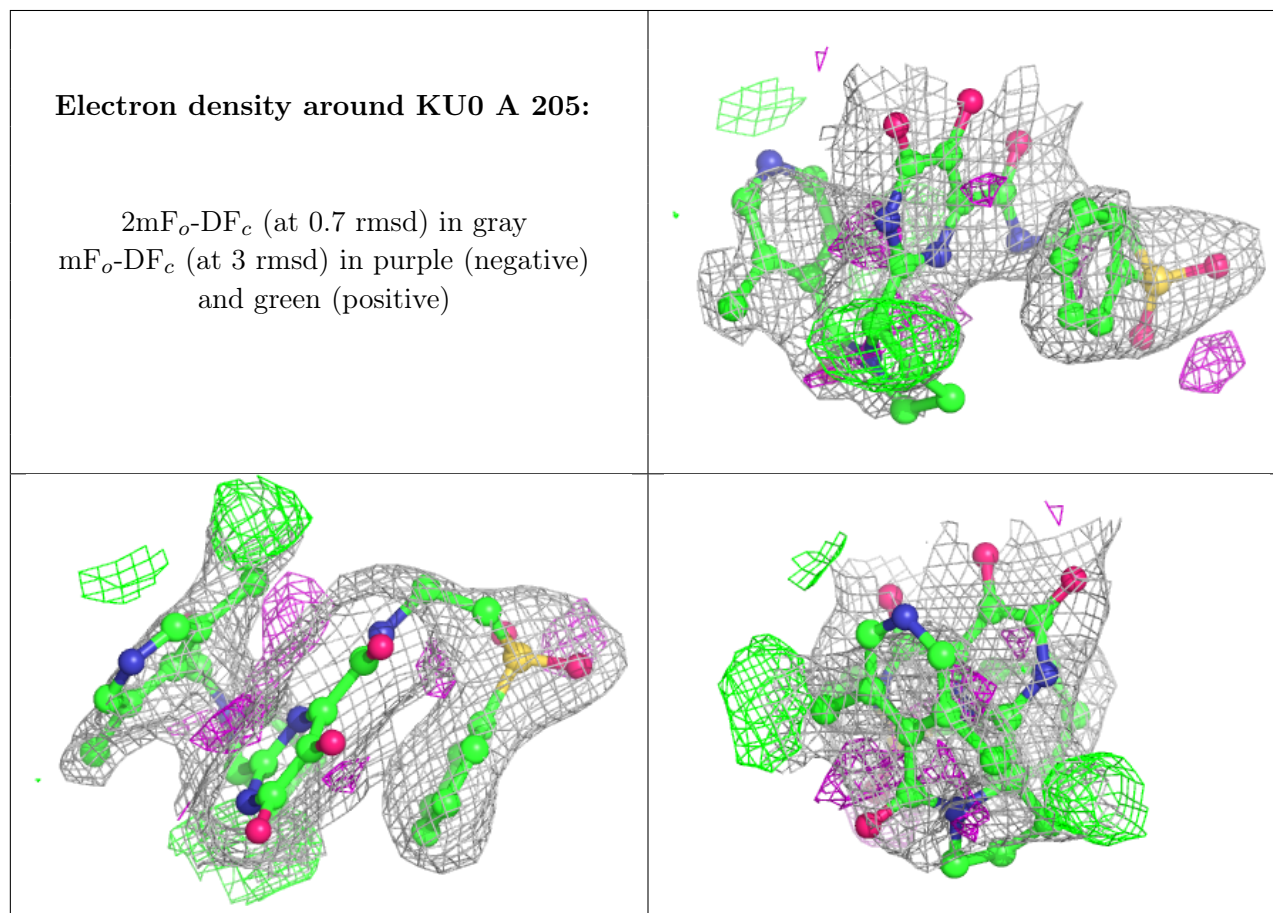 Electron density around KU0 A 205:
2mFo-DFc (at 0.7 rmsd) in gray
mFo-DFc (at 3 rmsd) in purple (negative)
and green (positive)